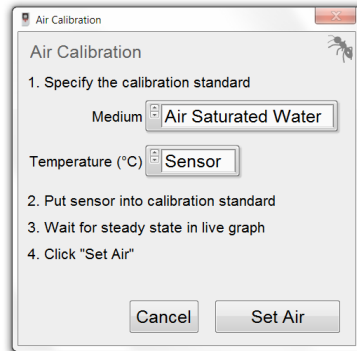 Air Calibration
Air Calibration
1. Specify the calibration standard
Medium Air Saturated Water
Temperature (°C) Sensor
2. Put sensor into calibration standard
3. Wait for steady state in live graph
4. Click "Set Air"
Cancel Set Air